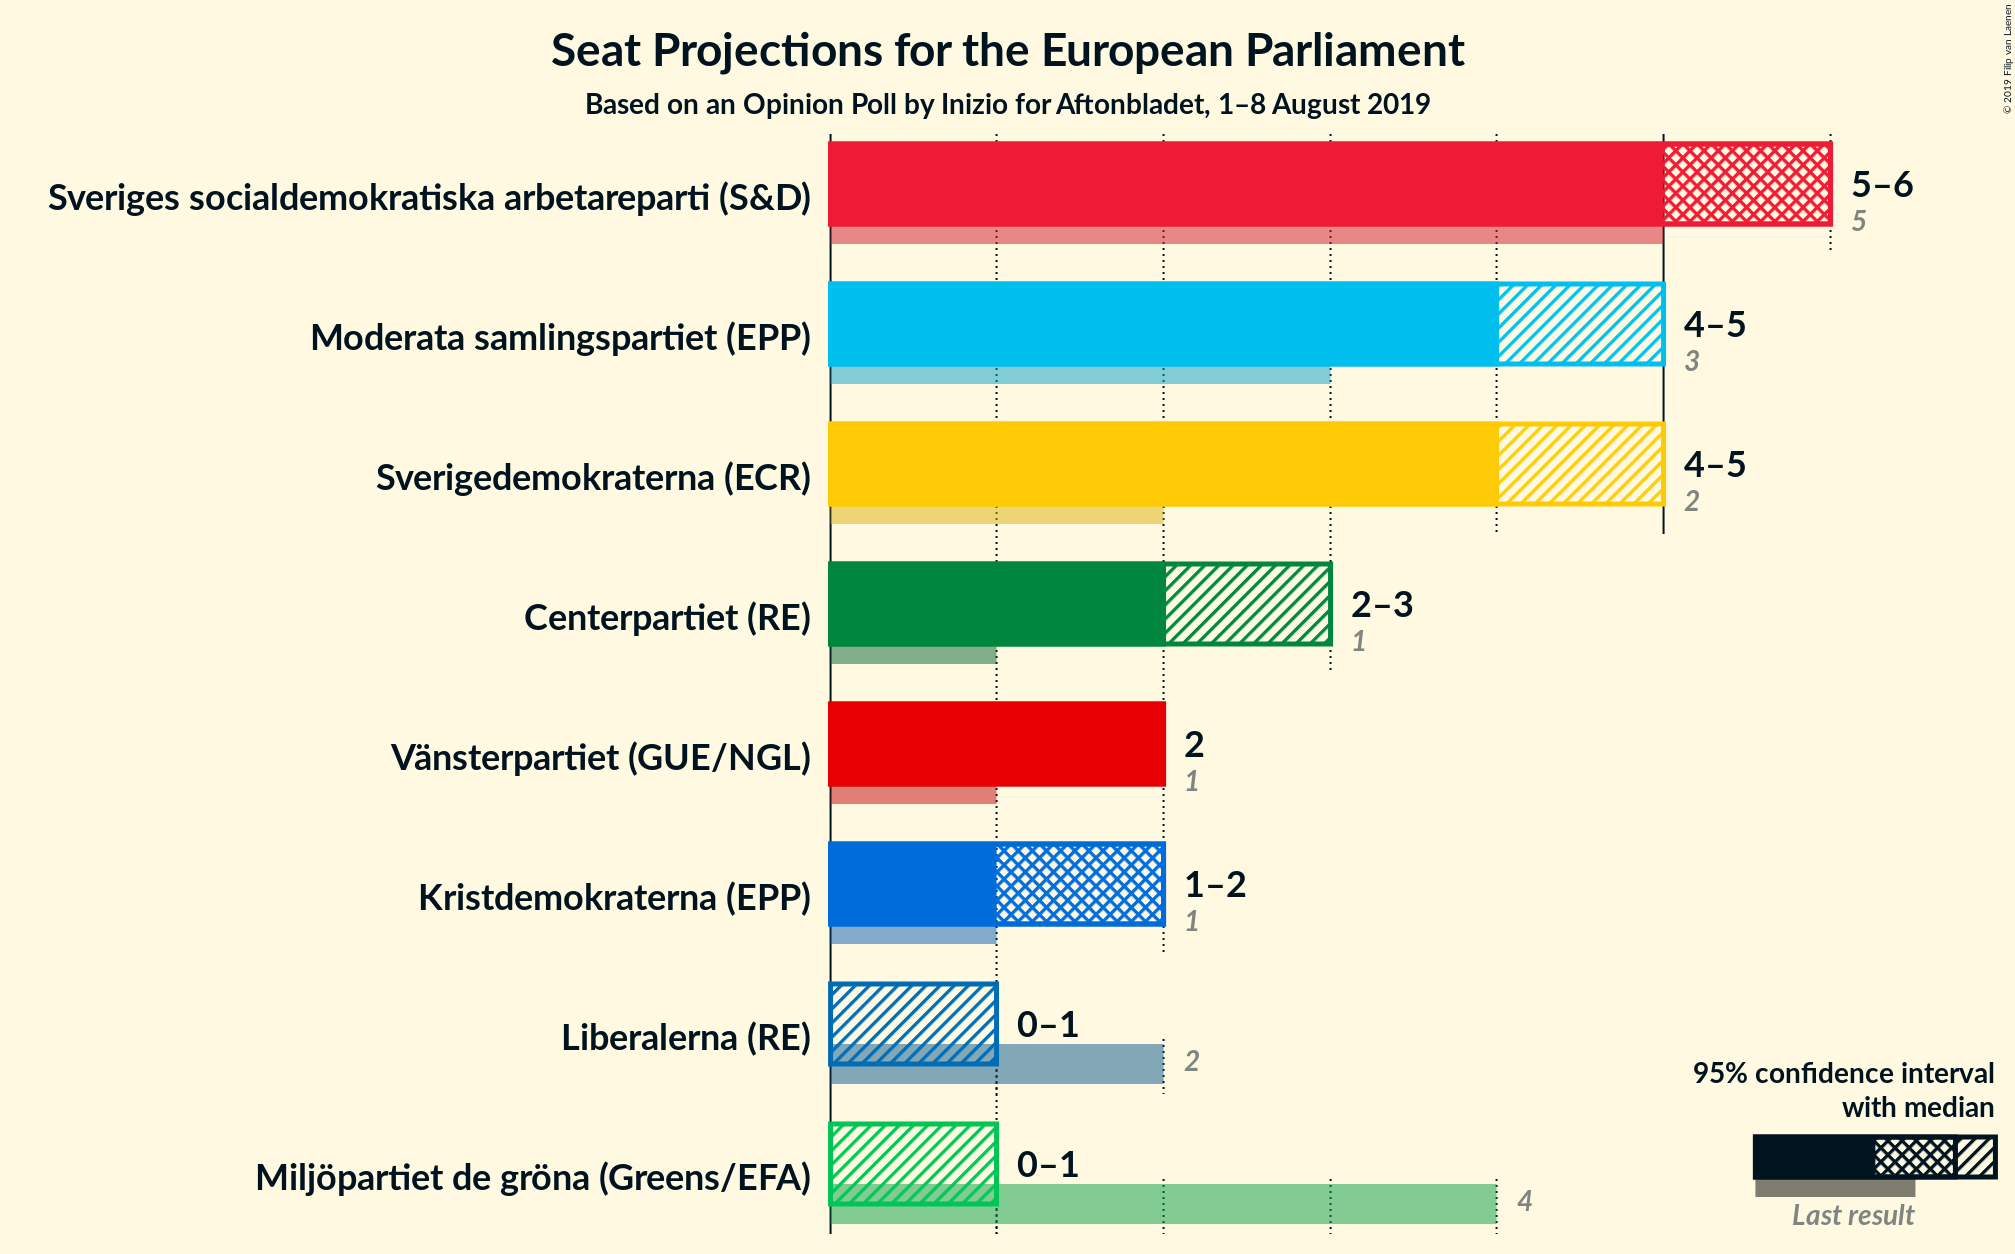 Seat Projections for the European Parliament
Based on an Opinion Poll by Inizio for Aftonbladet, 1–8 August 2019
© 2019 Filip van Laenen
Sveriges socialdemokratiska arbetareparti (S&D)
5–6
5
Moderata samlingspartiet (EPP)
4–5
3
Sverigedemokraterna (ECR)
4–5
2
Centerpartiet (RE)
2–3
1
Vänsterpartiet (GUE/NGL)
2
1
Kristdemokraterna (EPP)
1–2
1
Liberalerna (RE)
0–1
2
Miljöpartiet de gröna (Greens/EFA)
0–1
4
95% confidence interval
with median
Last result